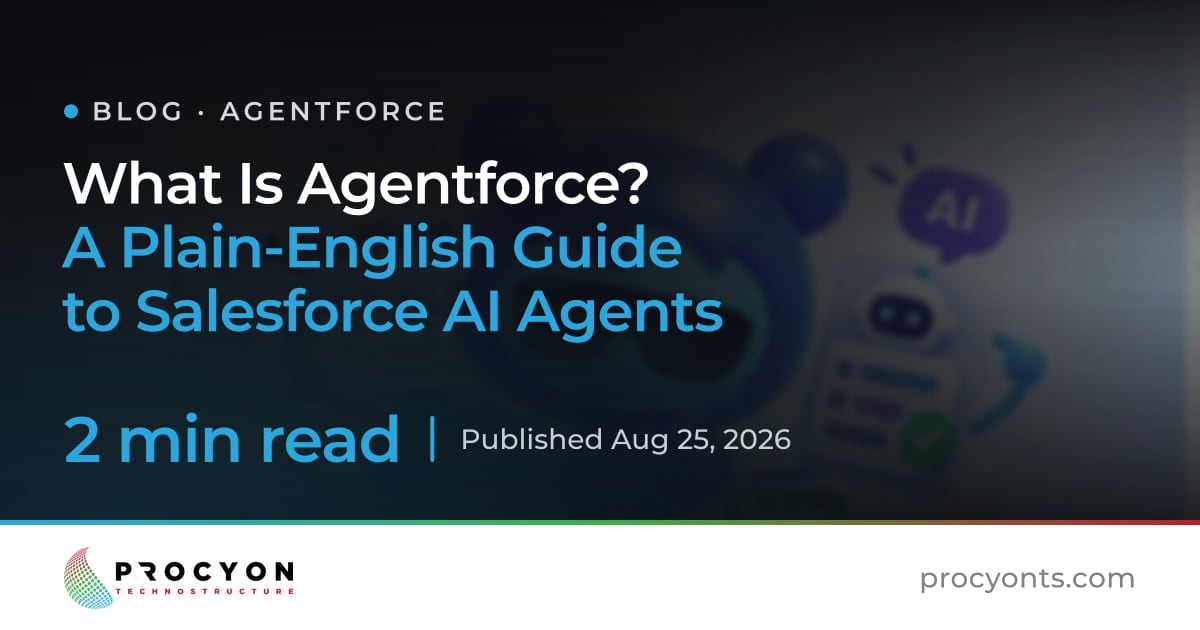 BLOG · AGENTFORCE
What Is Agentforce?
A Plain-English Guide
to Salesforce AI Agents
AI
2 min read
Published Aug 25, 2026
PROCYON
TECHNOSTRUCTURE
procyonts.com